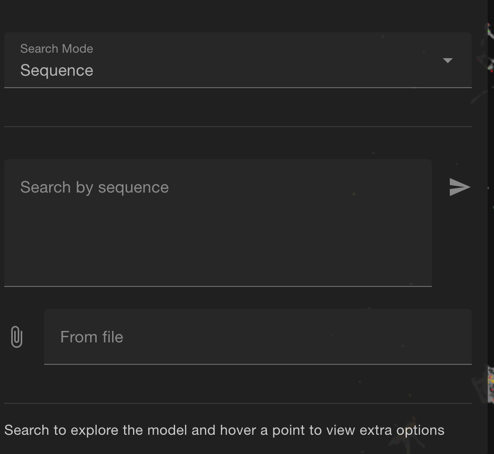 Search Mode
Sequence
Search by sequence
From file
Search to explore the model and hover a point to view extra options